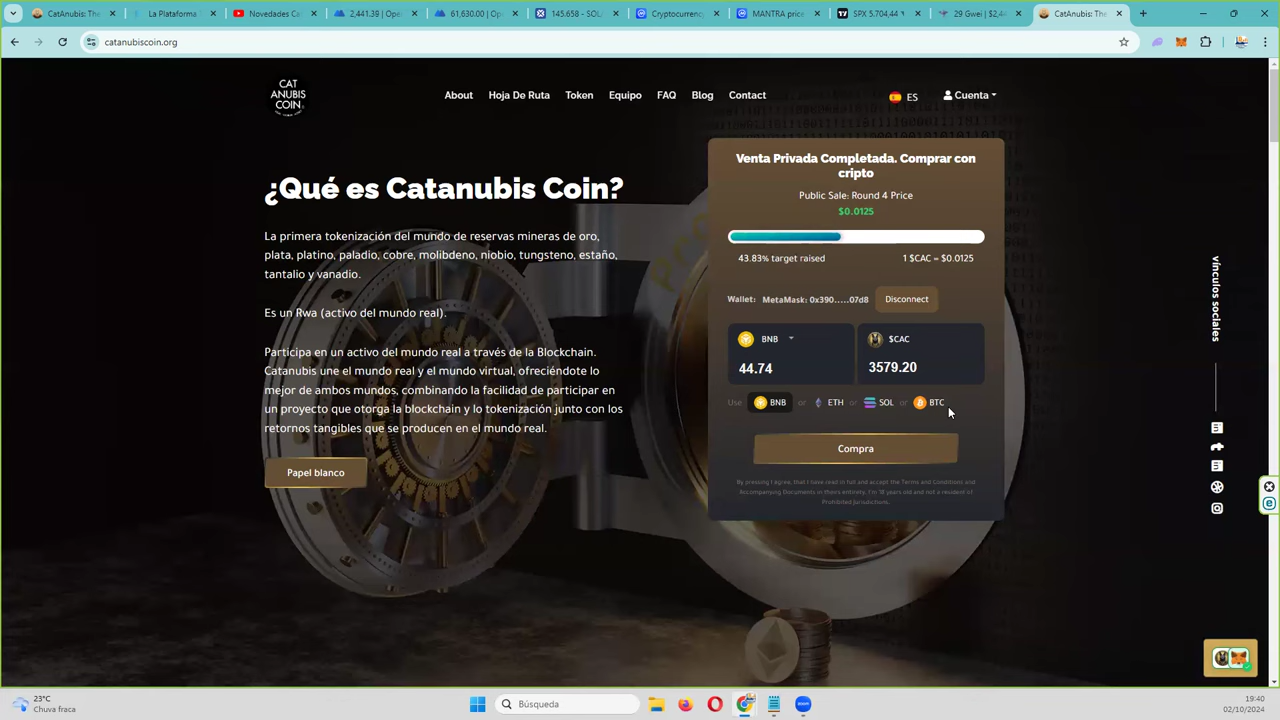 CatAnubis: The
La Plataforma
Novedades Ca
2,441.39 | Ope
61,630.00 | Op
145.658 - SOL
Cryptocurrenc
MANTRA price
SPX 5.704,44
29 Gwei | $2,4
CatAnubis: The
catanubiscoin.org
CAT
ANUBIS
COIN
About
Hoja De Ruta
Token
Equipo
FAQ
Blog
Contact
ES
Cuenta
¿Qué es Catanubis Coin?
La primera tokenización del mundo de reservas mineras de oro,
plata, platino, paladio, cobre, molibdeno, niobio, tungsteno, estaño,
tantalio y vanadio.
Es un Rwa (activo del mundo real).
Participa en un activo del mundo real a través de la Blockchain.
Catanubis une el mundo real y el mundo virtual, ofreciéndote lo
mejor de ambos mundos, combinando la facilidad de participar en
un proyecto que otorga la blockchain y lo tokenización junto con los
retornos tangibles que se producen en el mundo real.
Papel blanco
Venta Privada Completada. Comprar con
cripto
Public Sale: Round 4 Price
$0.0125
43.83% target raised
1 $CAC = $0.0125
Wallet: MetaMask: 0x390.....07d8 Disconnect
BNB
$CAC
44.74
3579.20
Use BNB or ETH or SOL or BTC
Compra
By pressing I agree, that I have read in full and accept the Terms and Conditions and
Accompanying Documents in theirs entirety, I'm 18 years old and not a resident of
Prohibited Jurisdictions.
vínculos sociales
23°C
Chuva fraca
Búsqueda
zoom
19:40
02/10/2024